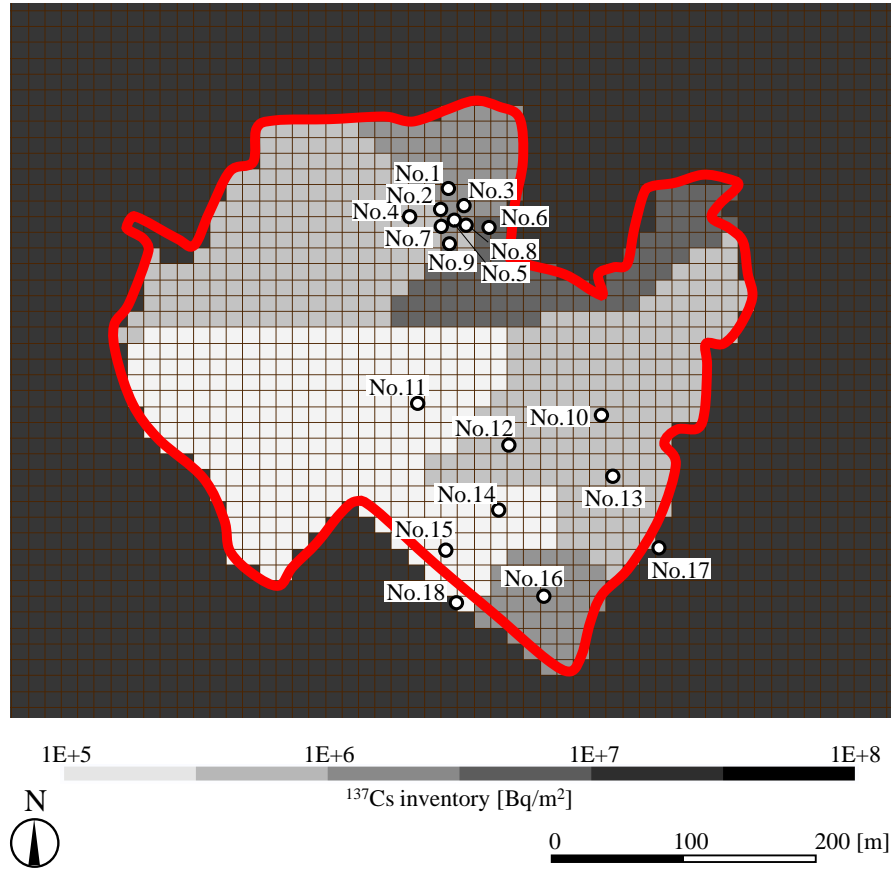 No.1
No.2
No.3
No.4
No.6
No.7
No.8
No.9
No.5
No.11
No.10
No.12
No.13
No.14
No.15
No.17
No.16
No.18
1E+5 1E+6 1E+7 1E+8
¹³⁷Cs inventory [Bq/m²]
N
0 100 200 [m]